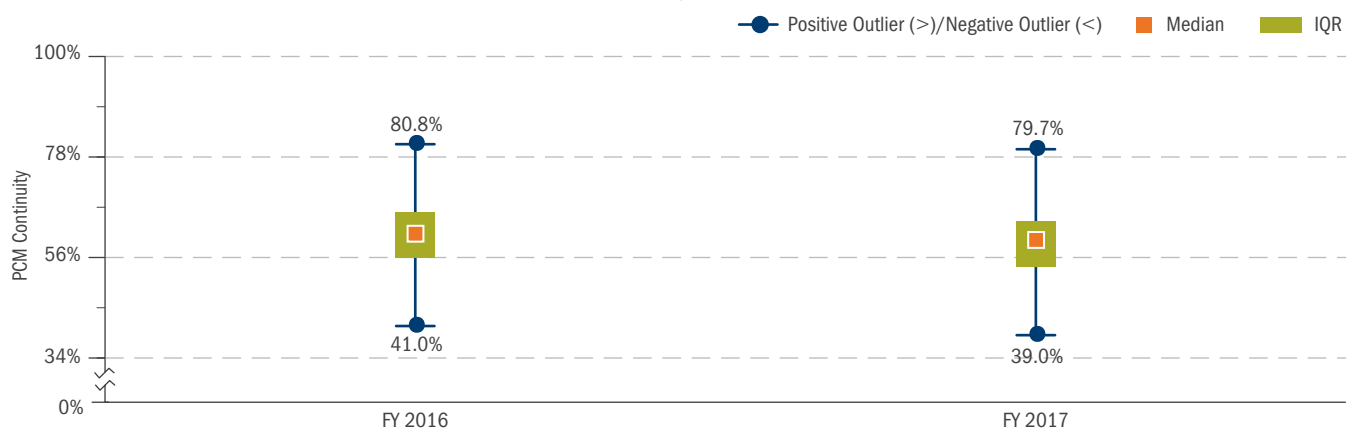 Positive Outlier (>)/Negative Outlier (<) Median IQR
100%
80.8% 79.7%
78%
PCM Continuity
56%
41.0% 39.0%
34%
0%
FY 2016 FY 2017